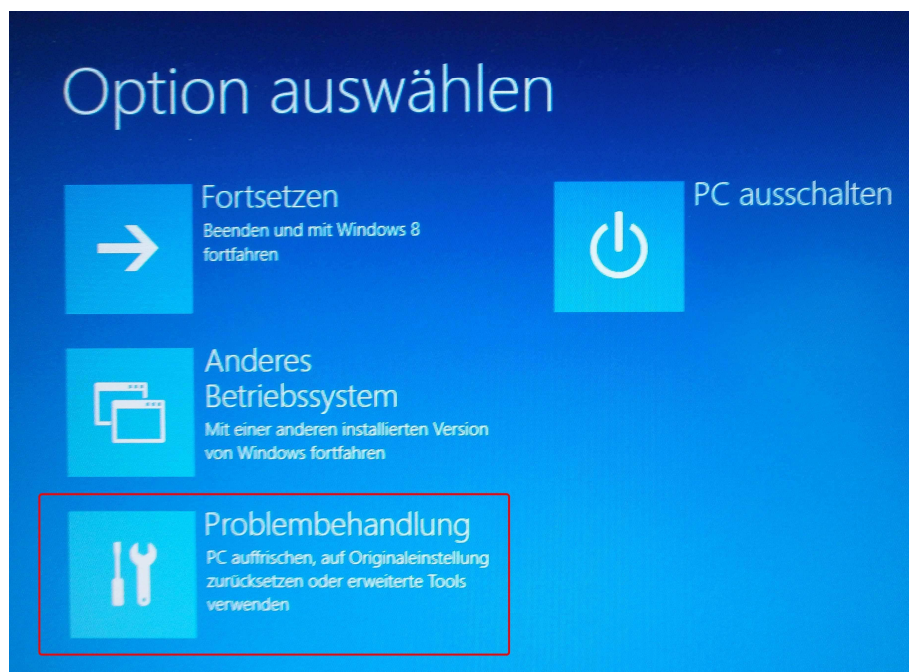 Option auswählen
Fortsetzen
Beenden und mit Windows 8
fortfahren
PC ausschalten
Anderes
Betriebssystem
Mit einer anderen installierten Version
von Windows fortfahren
Problembehandlung
PC auffrischen, auf Originaleinstellung
zurücksetzen oder erweiterte Tools
verwenden